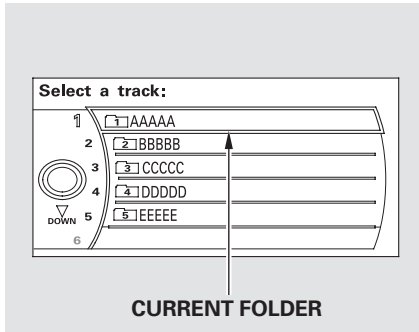 Select a track:
1 1 AAAAA
2 2 BBBBB
3 3 CCCCC
4 4 DDDDD
DOWN 5 5 EEEEE
6
CURRENT FOLDER